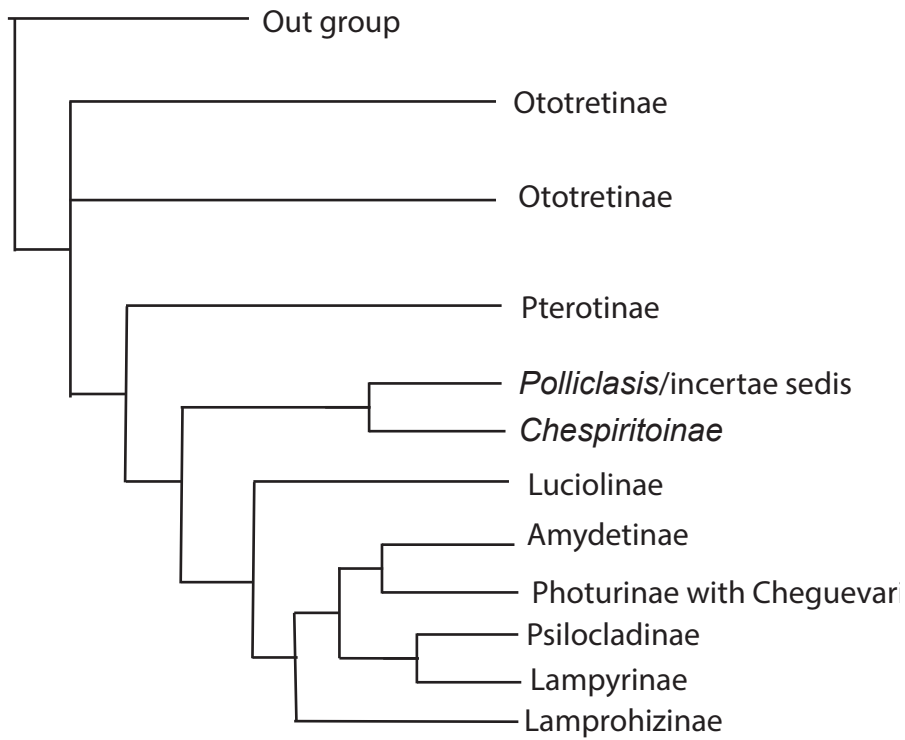 Out group
Ototretinae
Ototretinae
Pterotinae
Polliclasis/incertae sedis
Chespiritoinae
Luciolinae
Amydetinae
Photurinae with Cheguevari
Psilocladinae
Lampyrinae
Lamprohizinae